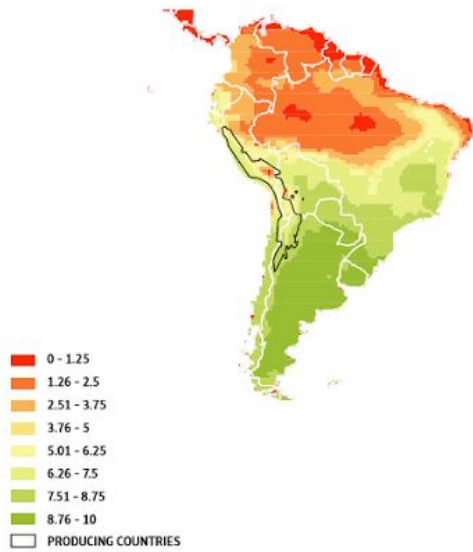 0 - 1.25
1.26 - 2.5
2.51 - 3.75
3.76 - 5
5.01 - 6.25
6.26 - 7.5
7.51 - 8.75
8.76 - 10
PRODUCING COUNTRIES